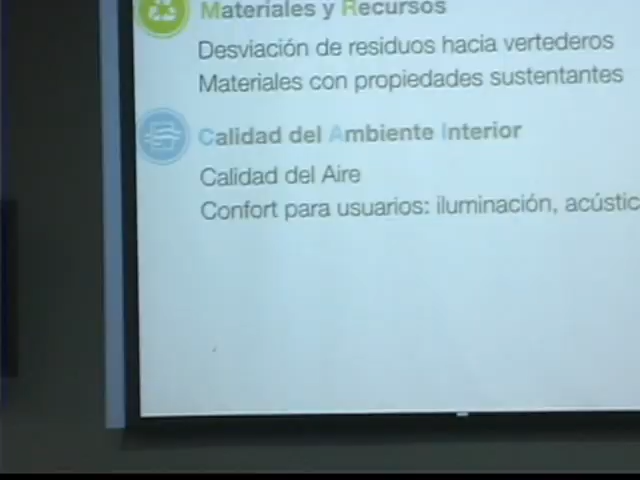 Materiales y Recursos
Desviación de residuos hacia vertederos
Materiales con propiedades sustentantes
Calidad del Ambiente Interior
Calidad del Aire
Confort para usuarios: iluminación, acústic